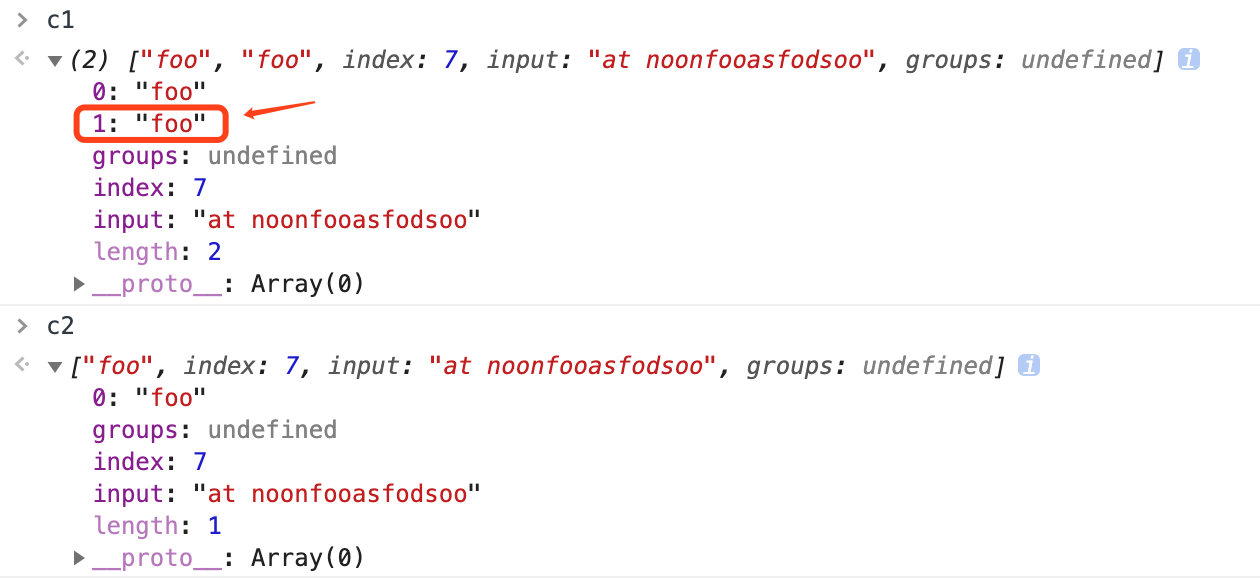 > c1
(2) ["foo", "foo", index: 7, input: "at noonfooasfodsoo", groups: undefined] i
0: "foo"
1: "foo"
groups: undefined
index: 7
input: "at noonfooasfodsoo"
length: 2
__proto__: Array(0)
> c2
["foo", index: 7, input: "at noonfooasfodsoo", groups: undefined] i
0: "foo"
groups: undefined
index: 7
input: "at noonfooasfodsoo"
length: 1
__proto__: Array(0)